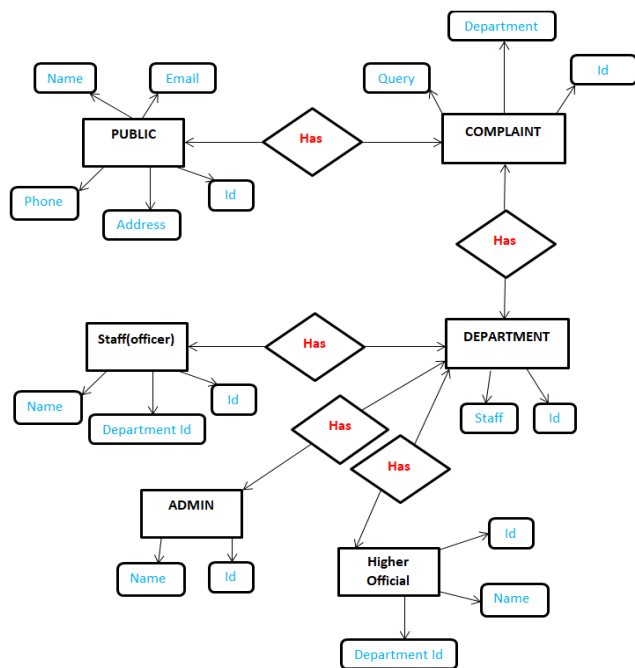 Department
Name
Email
Query
Id
PUBLIC
Has
COMPLAINT
Phone
Address
Id
Has
Staff(officer)
Has
DEPARTMENT
Name
Department Id
Id
Has
Staff
Id
Has
ADMIN
Name
Id
Higher
Official
Id
Name
Department Id